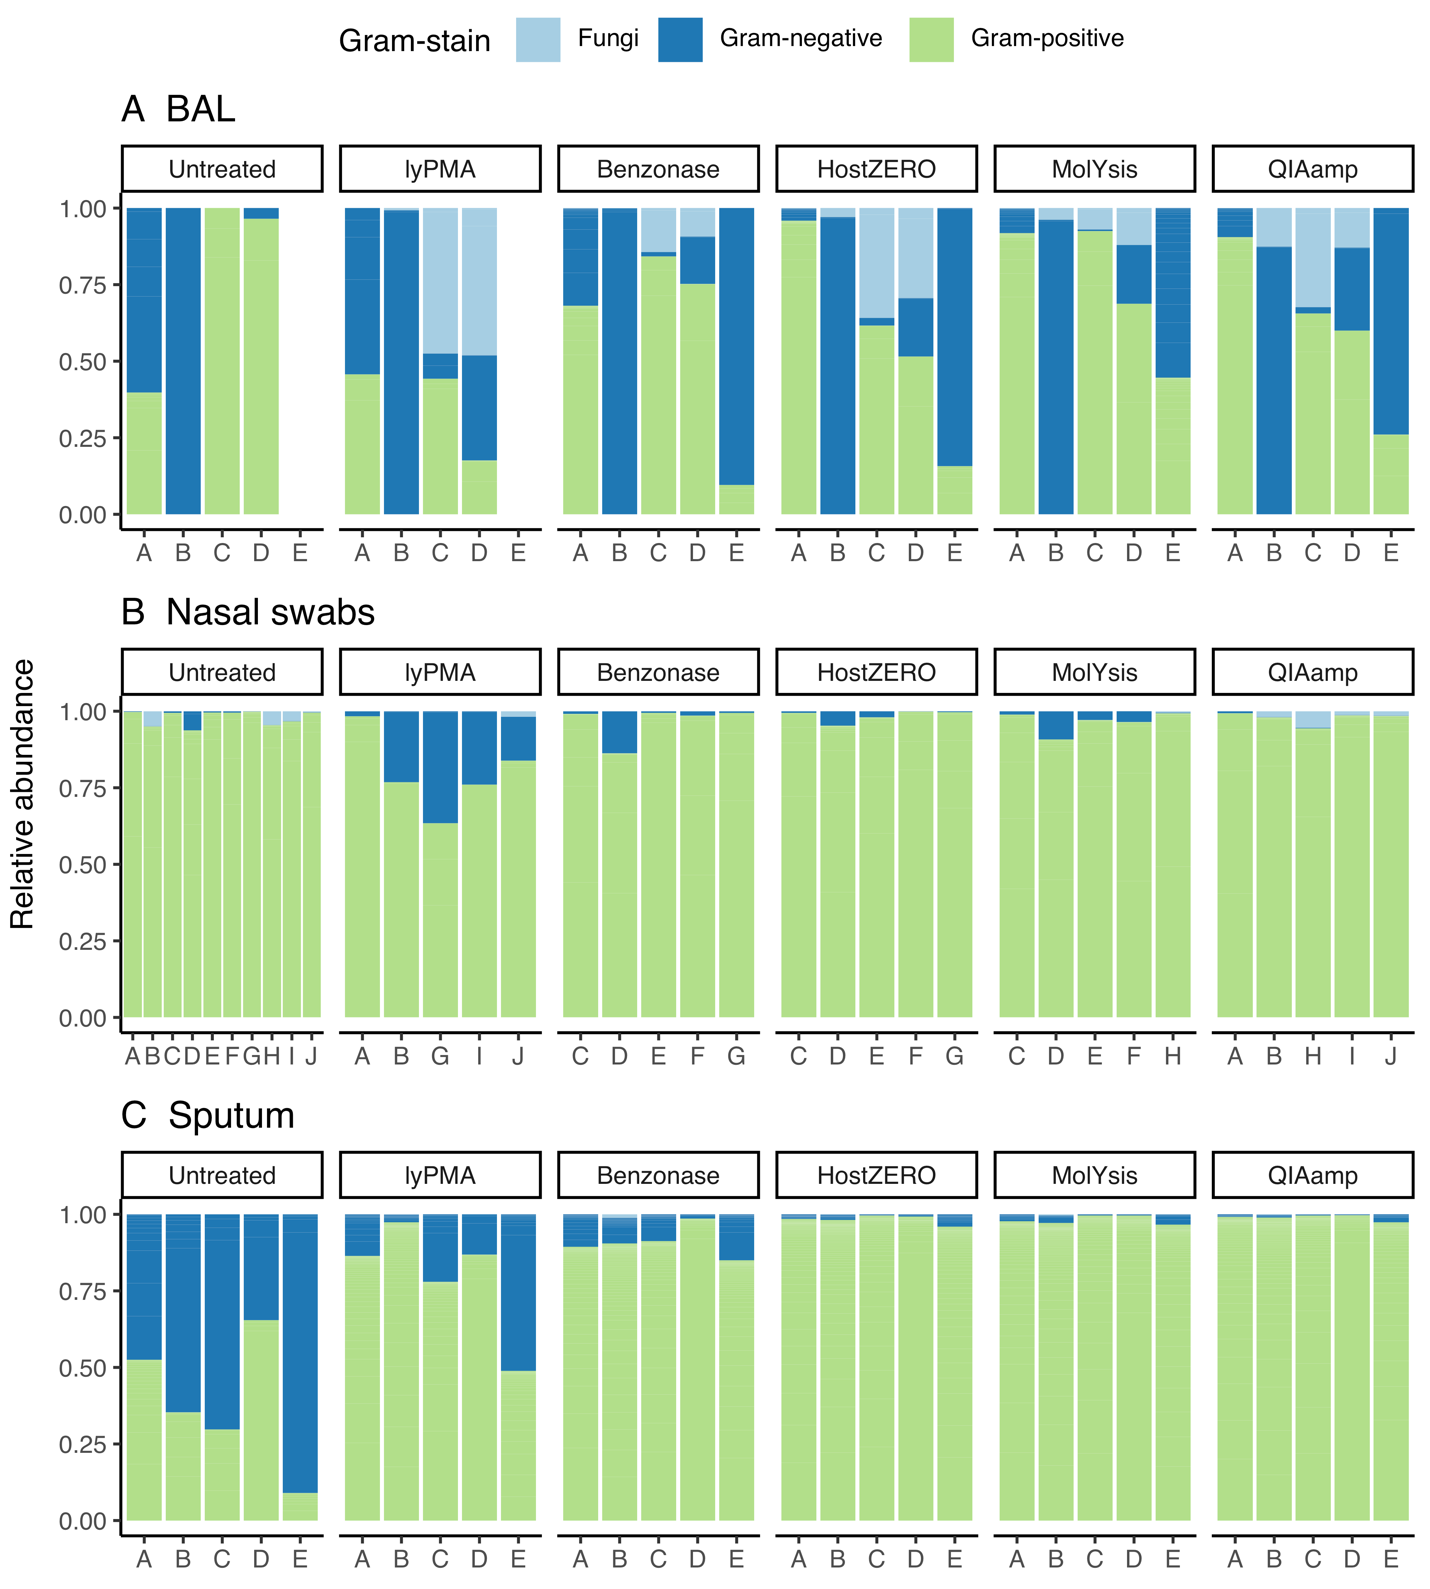 Gram-stain Fungi Gram-negative Gram-positive
A BAL
Untreated lyPMA Benzonase HostZERO MolYsis QIAamp
1.00
0.75
0.50
0.25
0.00
A B C D E A B C D E A B C D E A B C D E A B C D E A B C D E
B Nasal swabs
Relative abundance
Untreated lyPMA Benzonase HostZERO MolYsis QIAamp
1.00
0.75
0.50
0.25
0.00
A B C D E F G H I J A B G I J C D E F G C D E F G C D E F H A B H I J
C Sputum
Untreated lyPMA Benzonase HostZERO MolYsis QIAamp
1.00
0.75
0.50
0.25
0.00
A B C D E A B C D E A B C D E A B C D E A B C D E A B C D E